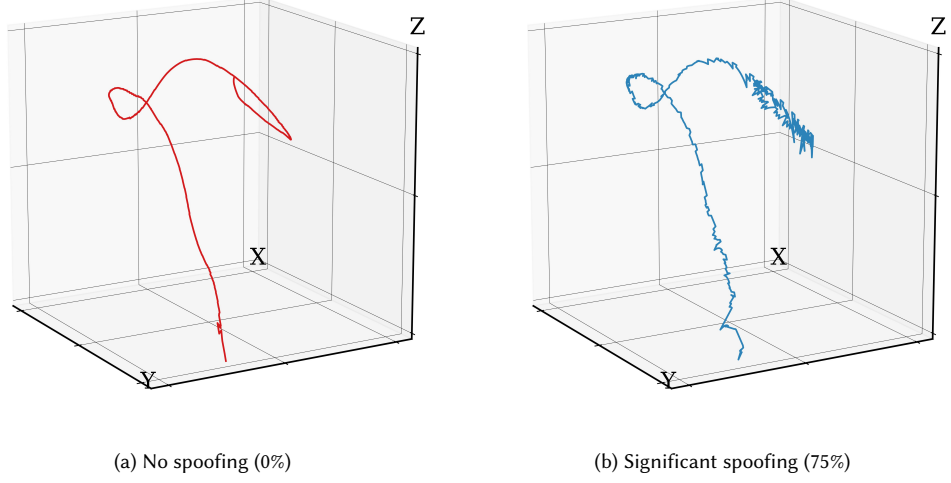 Z
X
Y
Z
X
Y
(a) No spoofing (0%)
(b) Significant spoofing (75%)